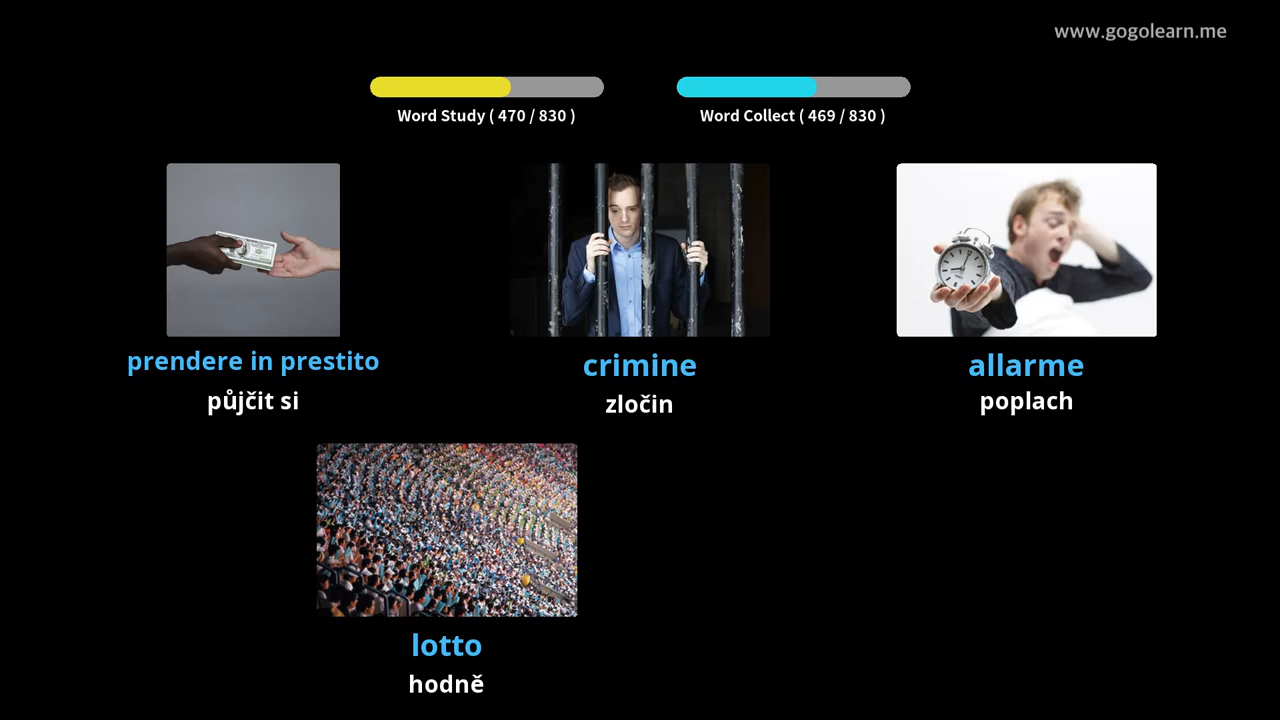 www.gogolearn.me
Word Study ( 470 / 830 )
Word Collect ( 469 / 830 )
prendere in prestito
půjčit si
crimine
zločin
allarme
poplach
lotto
hodně